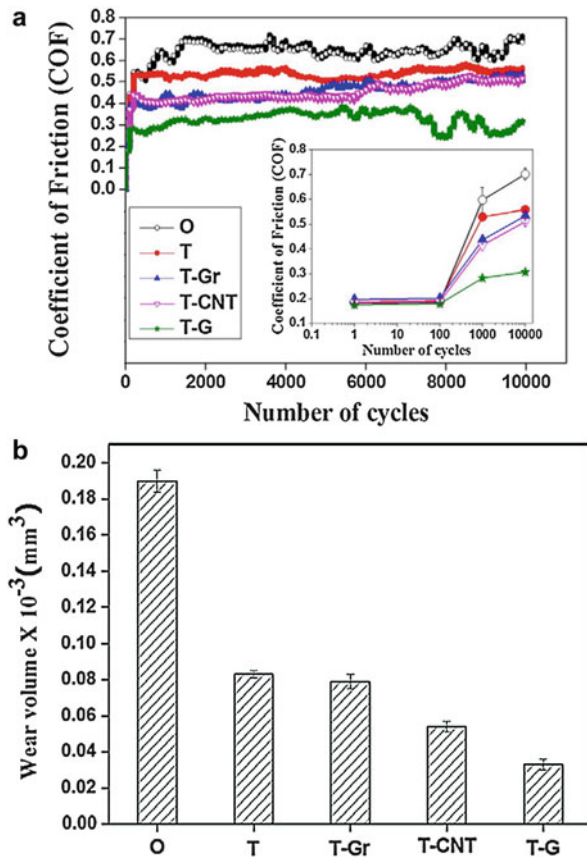 a
Coefficient of Friction (COF)
0.8
0.7
0.6
0.5
0.4
0.3
0.2
0.1
0.0
O
T
T-Gr
T-CNT
T-G
Coefficient of Friction (COF)
0.7
0.6
0.5
0.4
0.3
0.2
0.1
0.1 1 10 100 1000 10000
Number of cycles
0 2000 4000 6000 8000 10000
Number of cycles
b
Wear volume X 10⁻³(mm³)
0.20
0.18
0.16
0.14
0.12
0.10
0.08
0.06
0.04
0.02
0.00
O T T-Gr T-CNT T-G